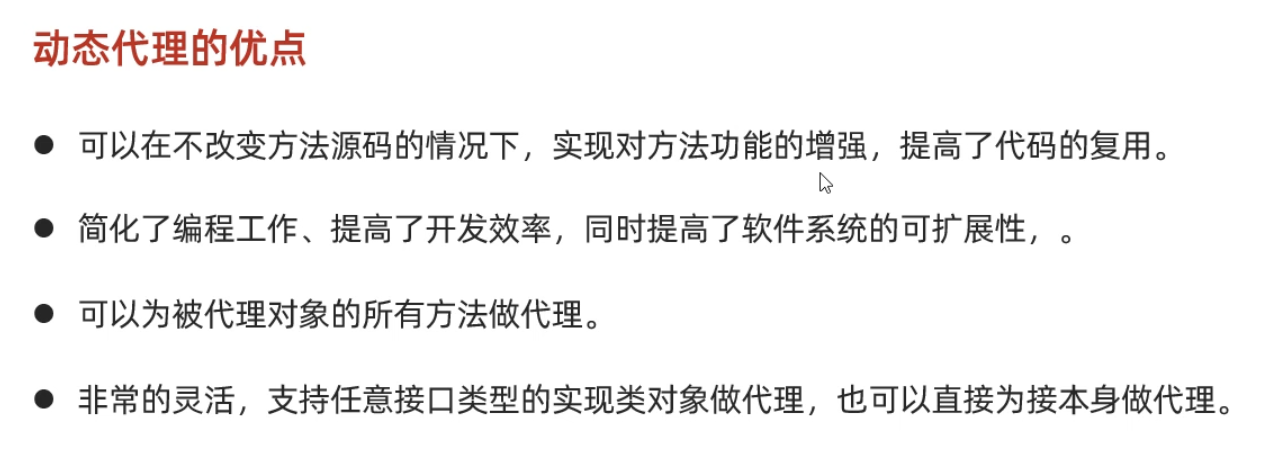 动态代理的优点
● 可以在不改变方法源码的情况下，实现对方法功能的增强，提高了代码的复用。
● 简化了编程工作、提高了开发效率，同时提高了软件系统的可扩展性，。
● 可以为被代理对象的所有方法做代理。
● 非常的灵活，支持任意接口类型的实现类对象做代理，也可以直接为接本身做代理。